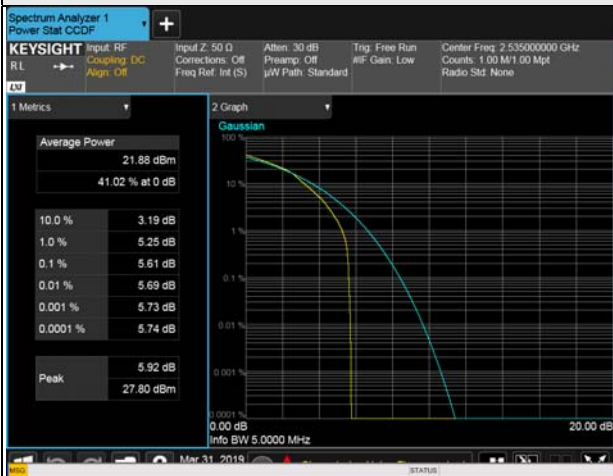 Spectrum Analyzer 1
Power Stat CCDF
KEYSIGHT
RL
LXI
Input: RF
Coupling: DC
Align: Off
Input Z: 50 Ω
Corrections: Off
Freq Ref: Int (S)
Atten: 30 dB
Preamp: Off
µW Path: Standard
Trig: Free Run
#IF Gain: Low
Center Freq: 2.535000000 GHz
Counts: 1.00 M/1.00 Mpt
Radio Std: None
1 Metrics
Average Power
21.88 dBm
41.02 % at 0 dB
10.0 % 3.19 dB
1.0 % 5.25 dB
0.1 % 5.61 dB
0.01 % 5.69 dB
0.001 % 5.73 dB
0.0001 % 5.74 dB
Peak
5.92 dB
27.80 dBm
2 Graph
Gaussian
100 %
10 %
1 %
0.1 %
0.01 %
0.001 %
0.0001 %
0.00 dB
20.00 dB
Info BW 5.0000 MHz
Mar 31, 2019
MSG
STATUS